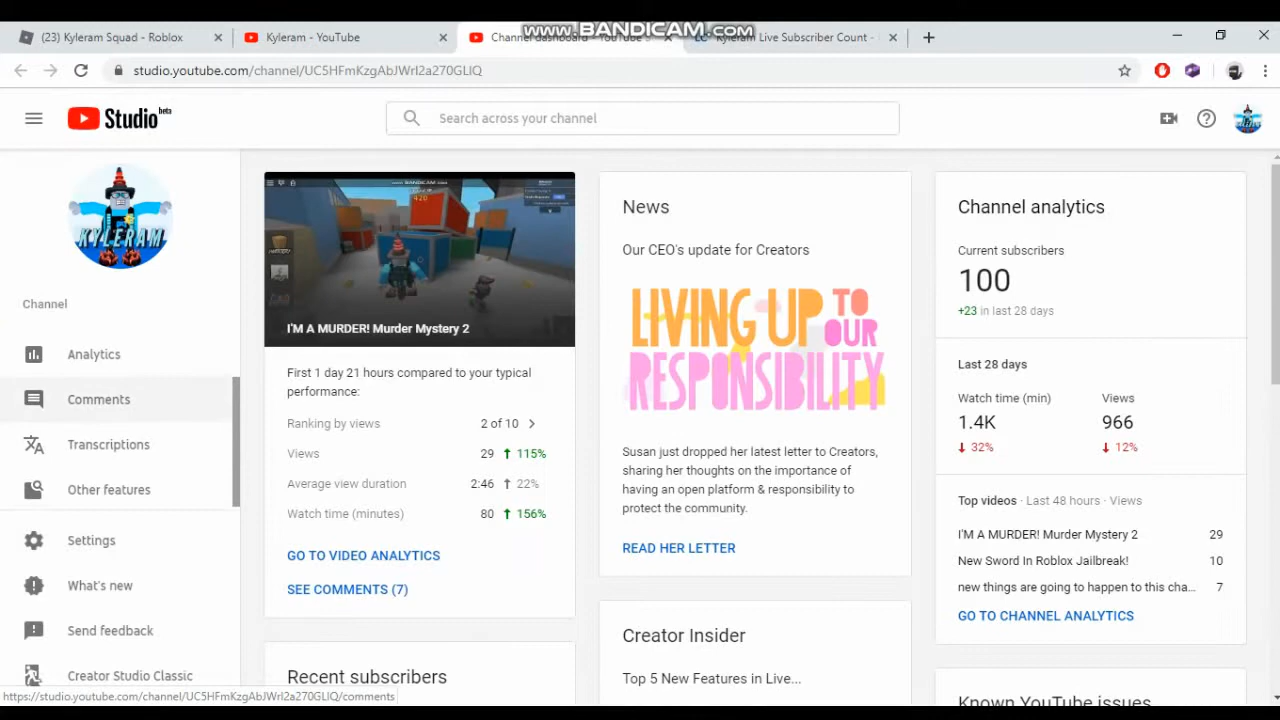 www.BANDICAM.com
(23) Kyleram Squad - Roblox
Kyleram - YouTube
Channel dashboard - YouTube S
Kyleram Live Subscriber Count -
studio.youtube.com/channel/UC5HFmKzgAbJWrI2a270GLIQ
Studio beta
Search across your channel
KYLERAM
Channel
Analytics
Comments
Transcriptions
Other features
Settings
What's new
Send feedback
Creator Studio Classic
https://studio.youtube.com/channel/UC5HFmKzgAbJWrI2a270GLIQ/comments
I'M A MURDER! Murder Mystery 2
First 1 day 21 hours compared to your typical
performance:
Ranking by views 2 of 10
Views 29 115%
Average view duration 2:46 22%
Watch time (minutes) 80 156%
GO TO VIDEO ANALYTICS
SEE COMMENTS (7)
Recent subscribers
News
Our CEO's update for Creators
LIVING UP TO
OUR
RESPONSIBILITY
Susan just dropped her latest letter to Creators,
sharing her thoughts on the importance of
having an open platform & responsibility to
protect the community.
READ HER LETTER
Creator Insider
Top 5 New Features in Live...
Channel analytics
Current subscribers
100
+23 in last 28 days
Last 28 days
Watch time (min) Views
1.4K 966
32% 12%
Top videos · Last 48 hours · Views
I'M A MURDER! Murder Mystery 2 29
New Sword In Roblox Jailbreak! 10
new things are going to happen to this cha... 7
GO TO CHANNEL ANALYTICS
Known YouTube issues